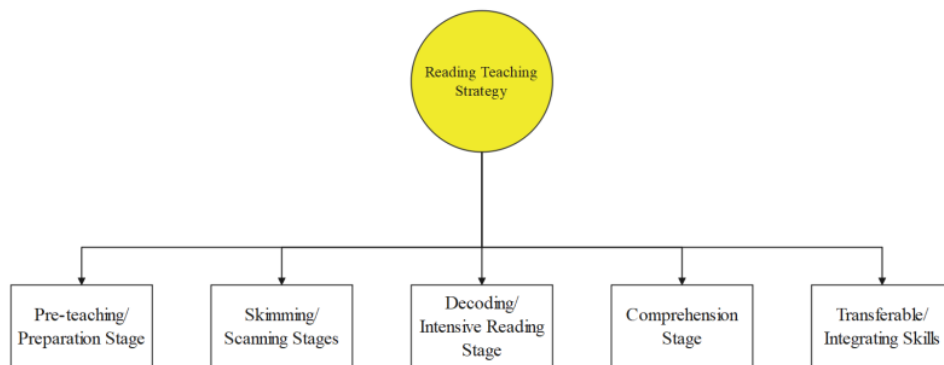 Reading Teaching
Strategy
Pre-teaching/
Preparation Stage
Skimming/
Scanning Stages
Decoding/
Intensive Reading
Stage
Comprehension
Stage
Transferable/
Integrating Skills